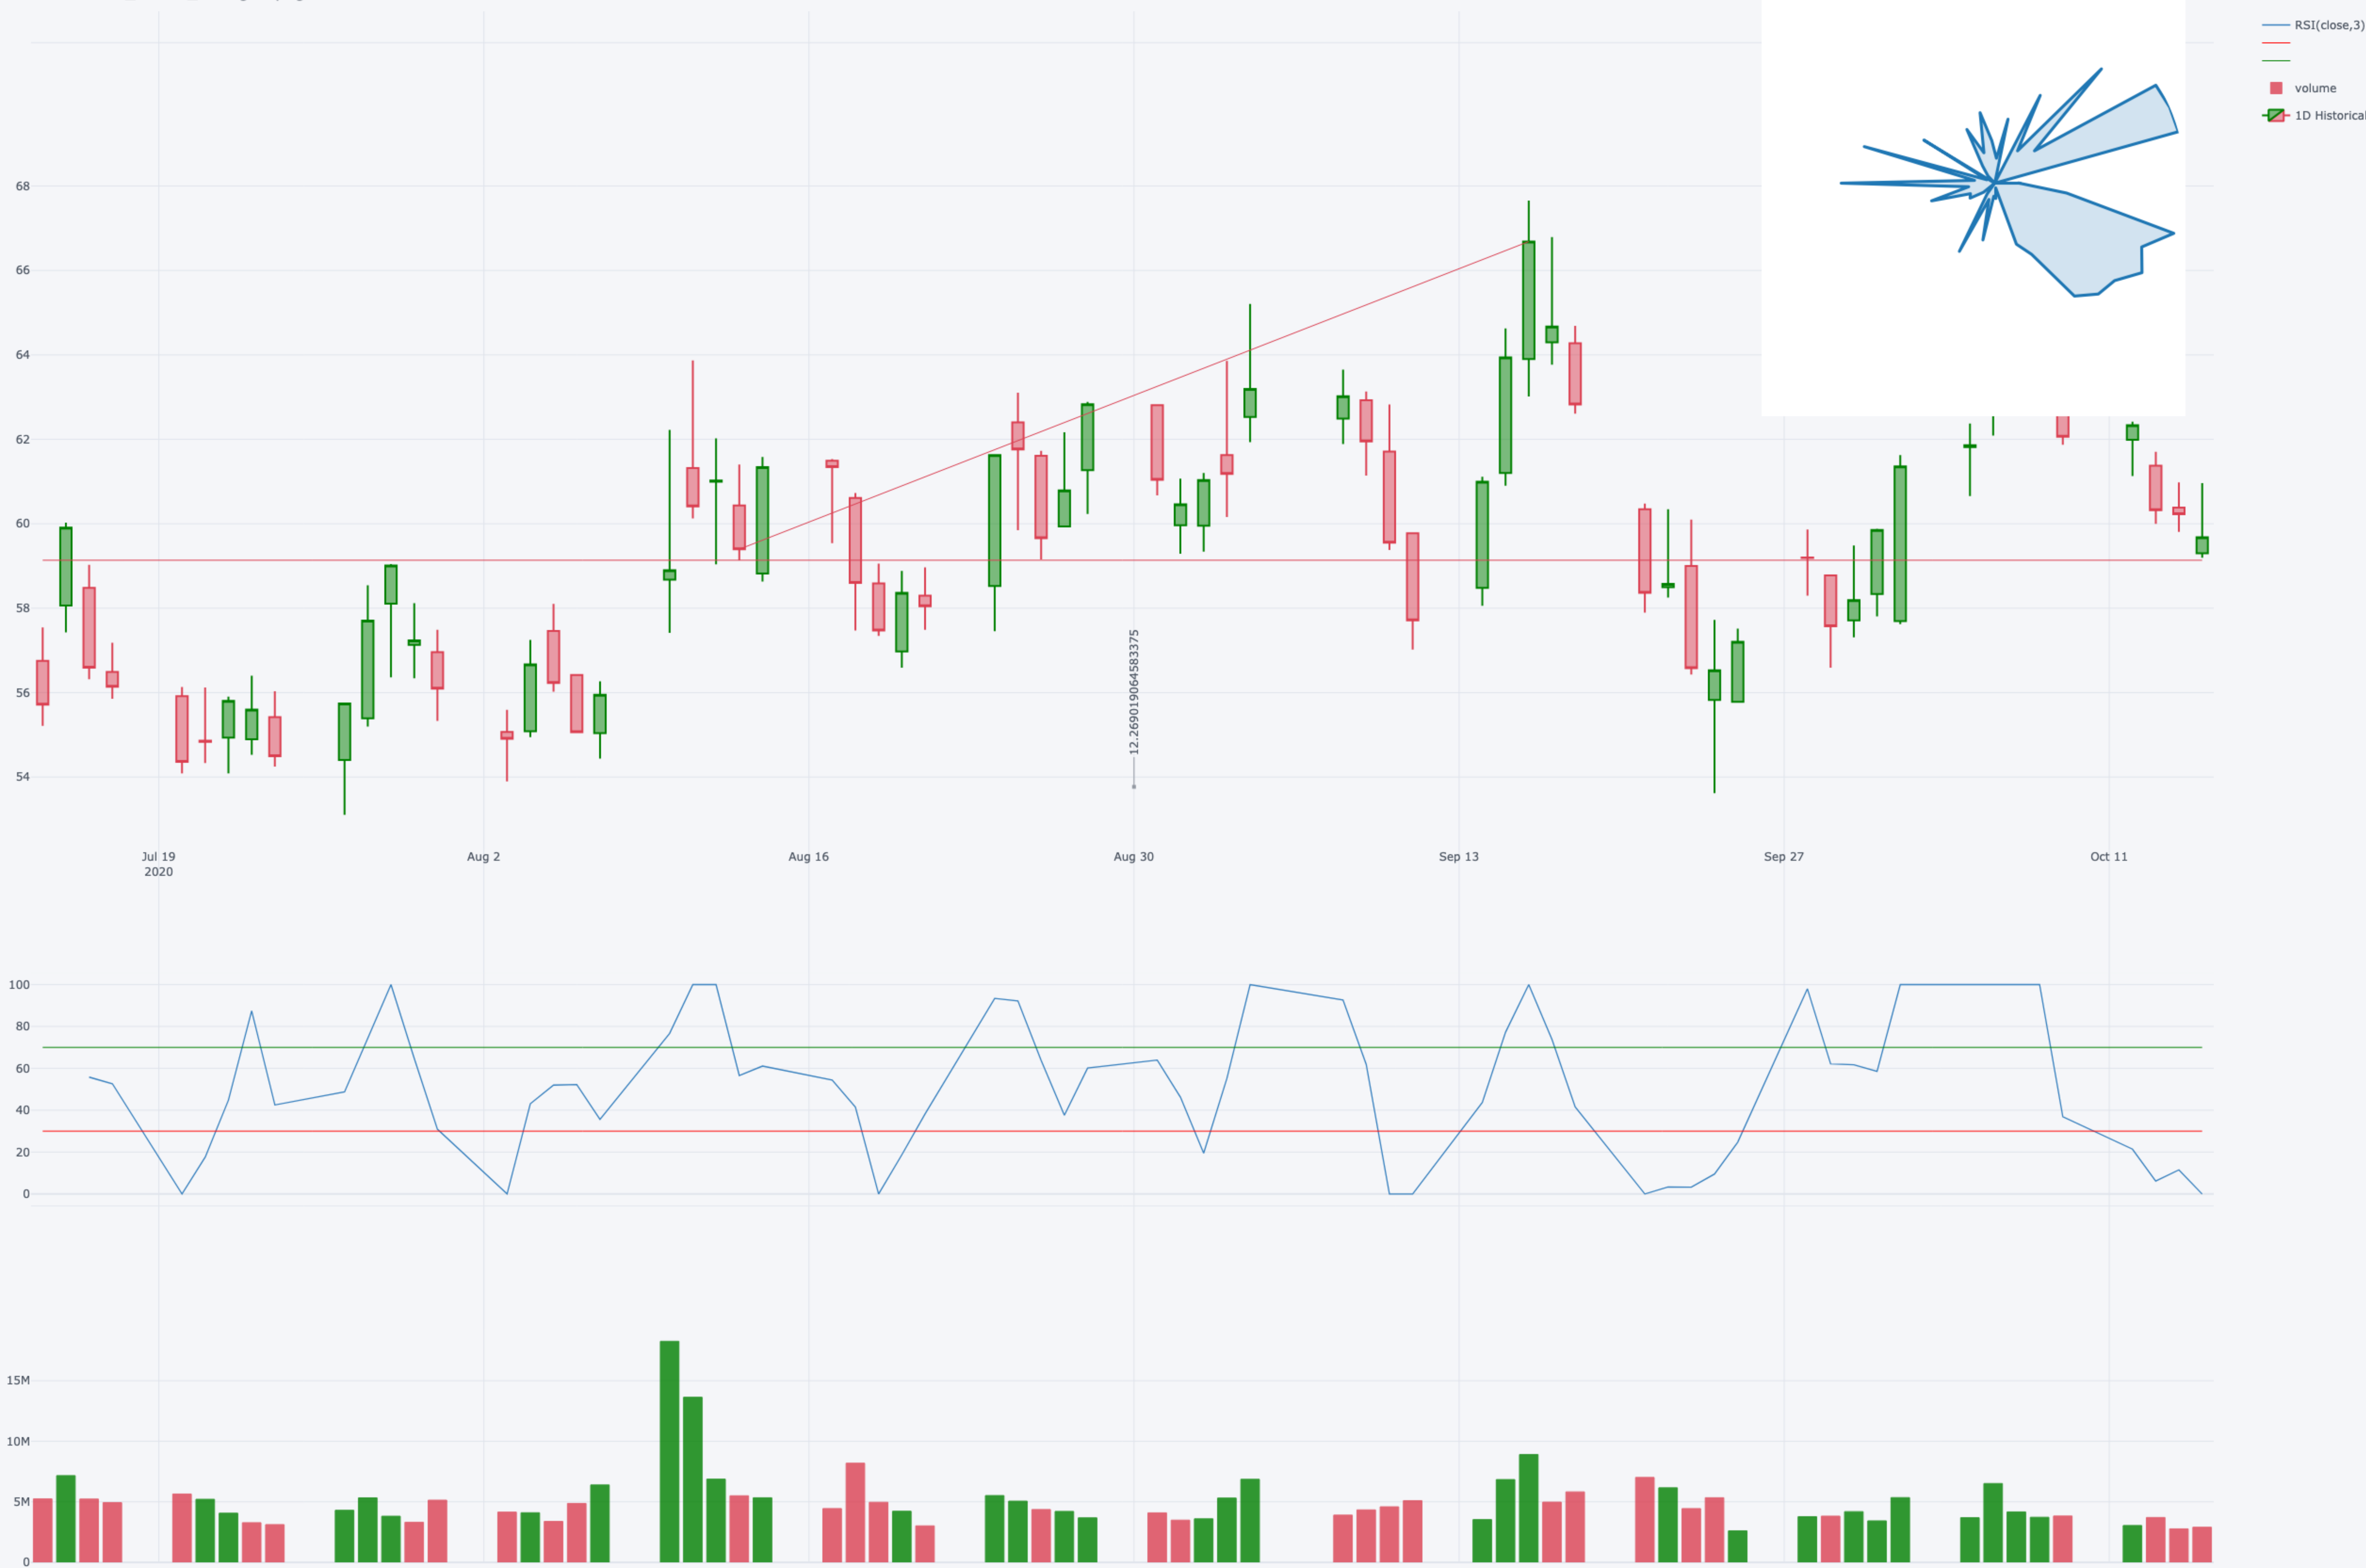 RSI(close,3)
volume
1D Historical
68
66
64
62
60
58
56
54
12.269019064583375
Jul 19
2020
Aug 2
Aug 16
Aug 30
Sep 13
Sep 27
Oct 11
100
80
60
40
20
0
15M
10M
5M
0